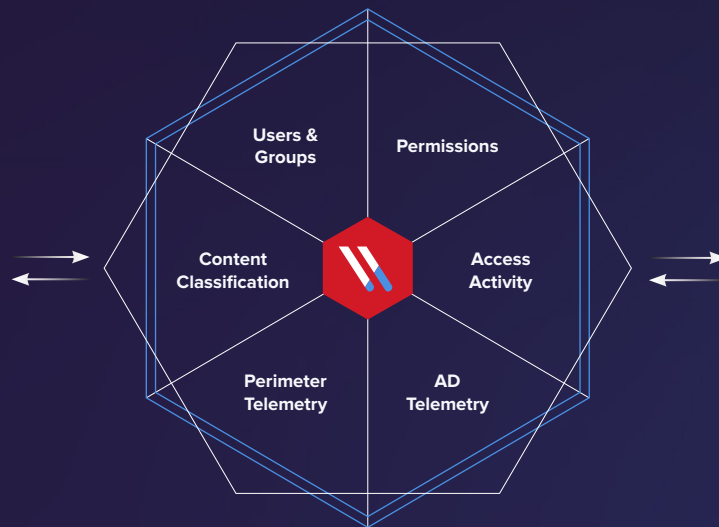 Users &
Groups
Permissions
Content
Classification
Access
Activity
Perimeter
Telemetry
AD
Telemetry